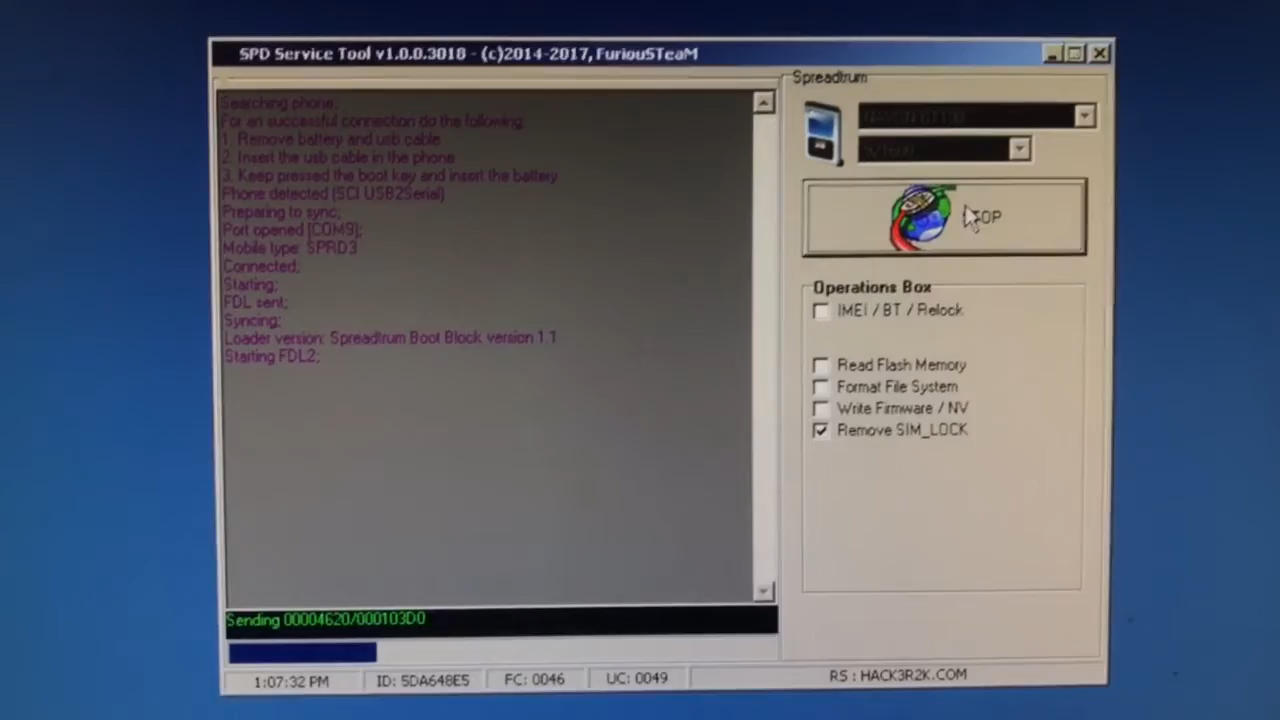 SPD Service Tool v1.0.0.3018 - (c)2014-2017, FuriouSTeaM
Searching phone;
For an successful connection do the following:
1. Remove battery and usb cable
2. Insert the usb cable in the phone
3. Keep pressed the boot key and insert the battery
Phone detected (SCI USB2Serial)
Preparing to sync;
Port opened [COM9];
Mobile type: SPRD3
Connected;
Starting;
FDL sent;
Syncing;
Loader version: Spreadtrum Boot Block version 1.1
Starting FDL2;
Sending 00004620/000103D0
Spreadtrum
Operations Box
IMEI / BT / Relock
Read Flash Memory
Format File System
Write Firmware / NV
Remove SIM_LOCK
1:07:32 PM
ID: 5DA648E5
FC: 0046
UC: 0049
RS : HACK3R2K.COM